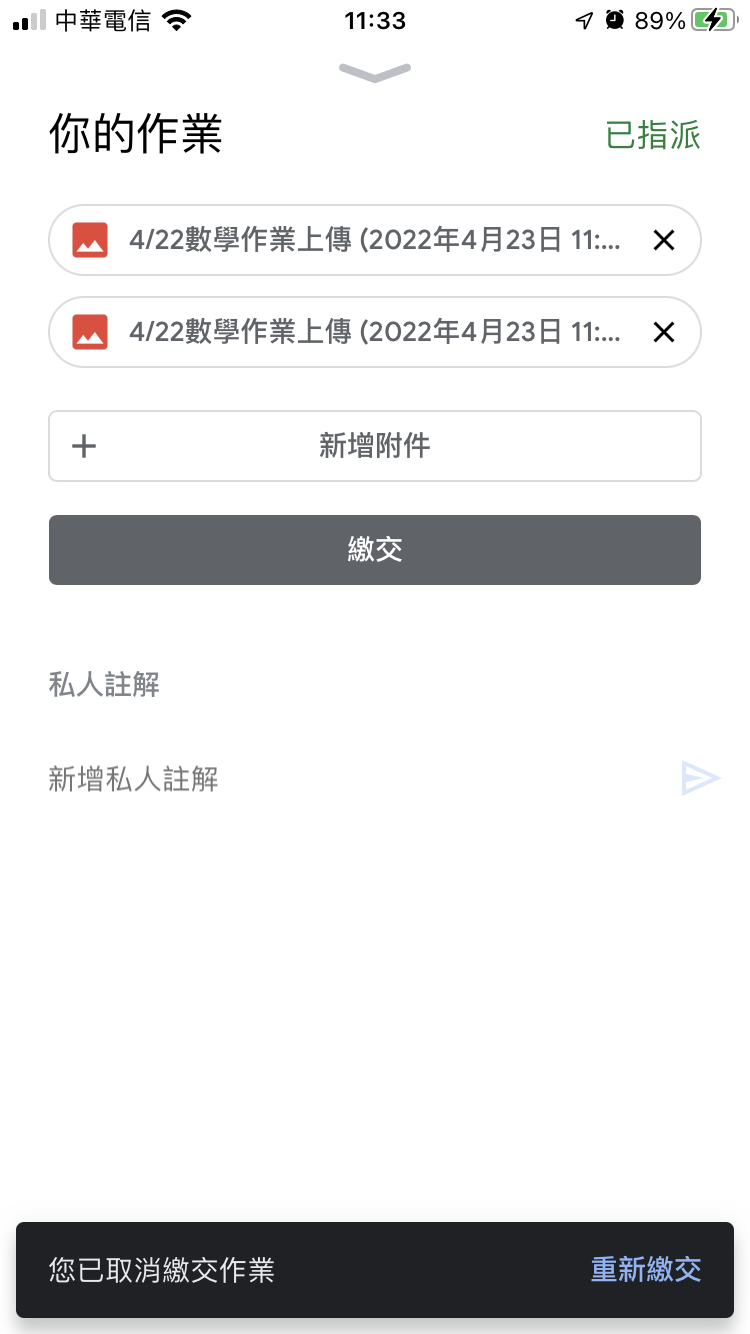 中華電信 11:33 89%
你的作業 已指派
4/22數學作業上傳 (2022年4月23日 11:...
4/22數學作業上傳 (2022年4月23日 11:...
新增附件
繳交
私人註解
新增私人註解
您已取消繳交作業 重新繳交